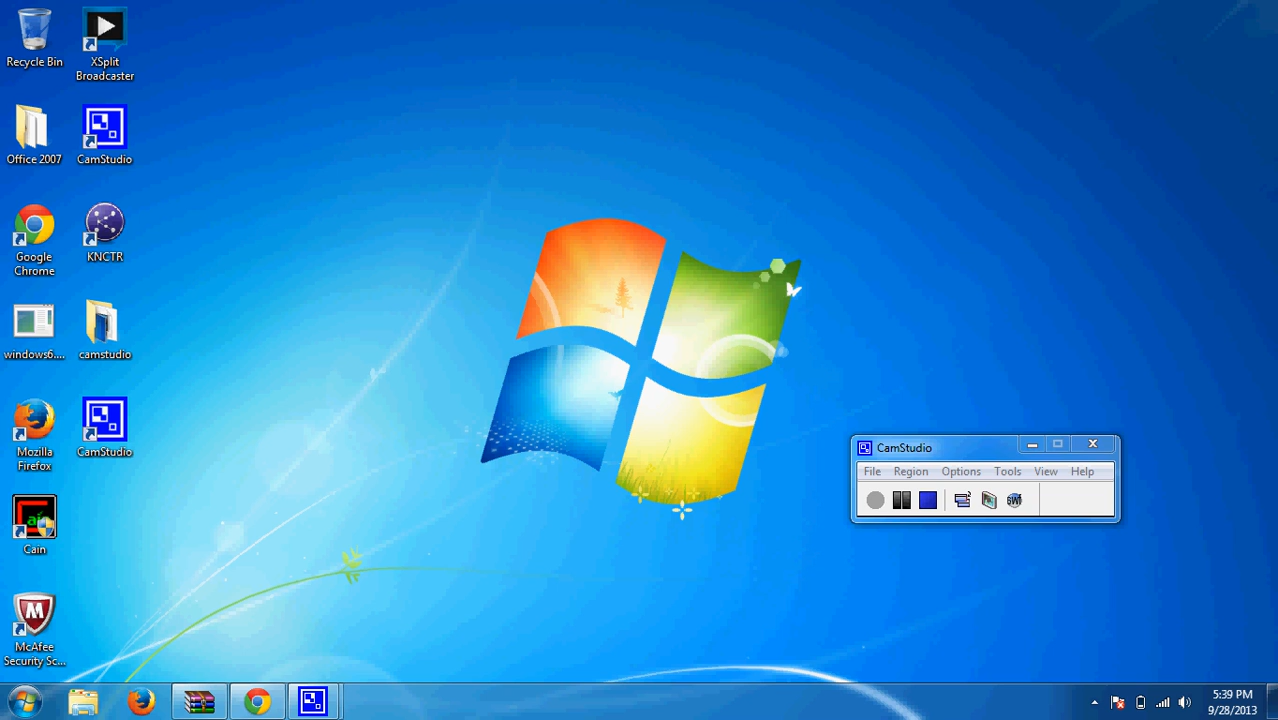 Recycle Bin
XSplit
Broadcaster
Office 2007
CamStudio
Google
Chrome
KNCTR
windows6....
camstudio
Mozilla
Firefox
CamStudio
Cain
McAfee
Security Sc...
CamStudio
File Region Options Tools View Help
SWF
5:39 PM
9/28/2013